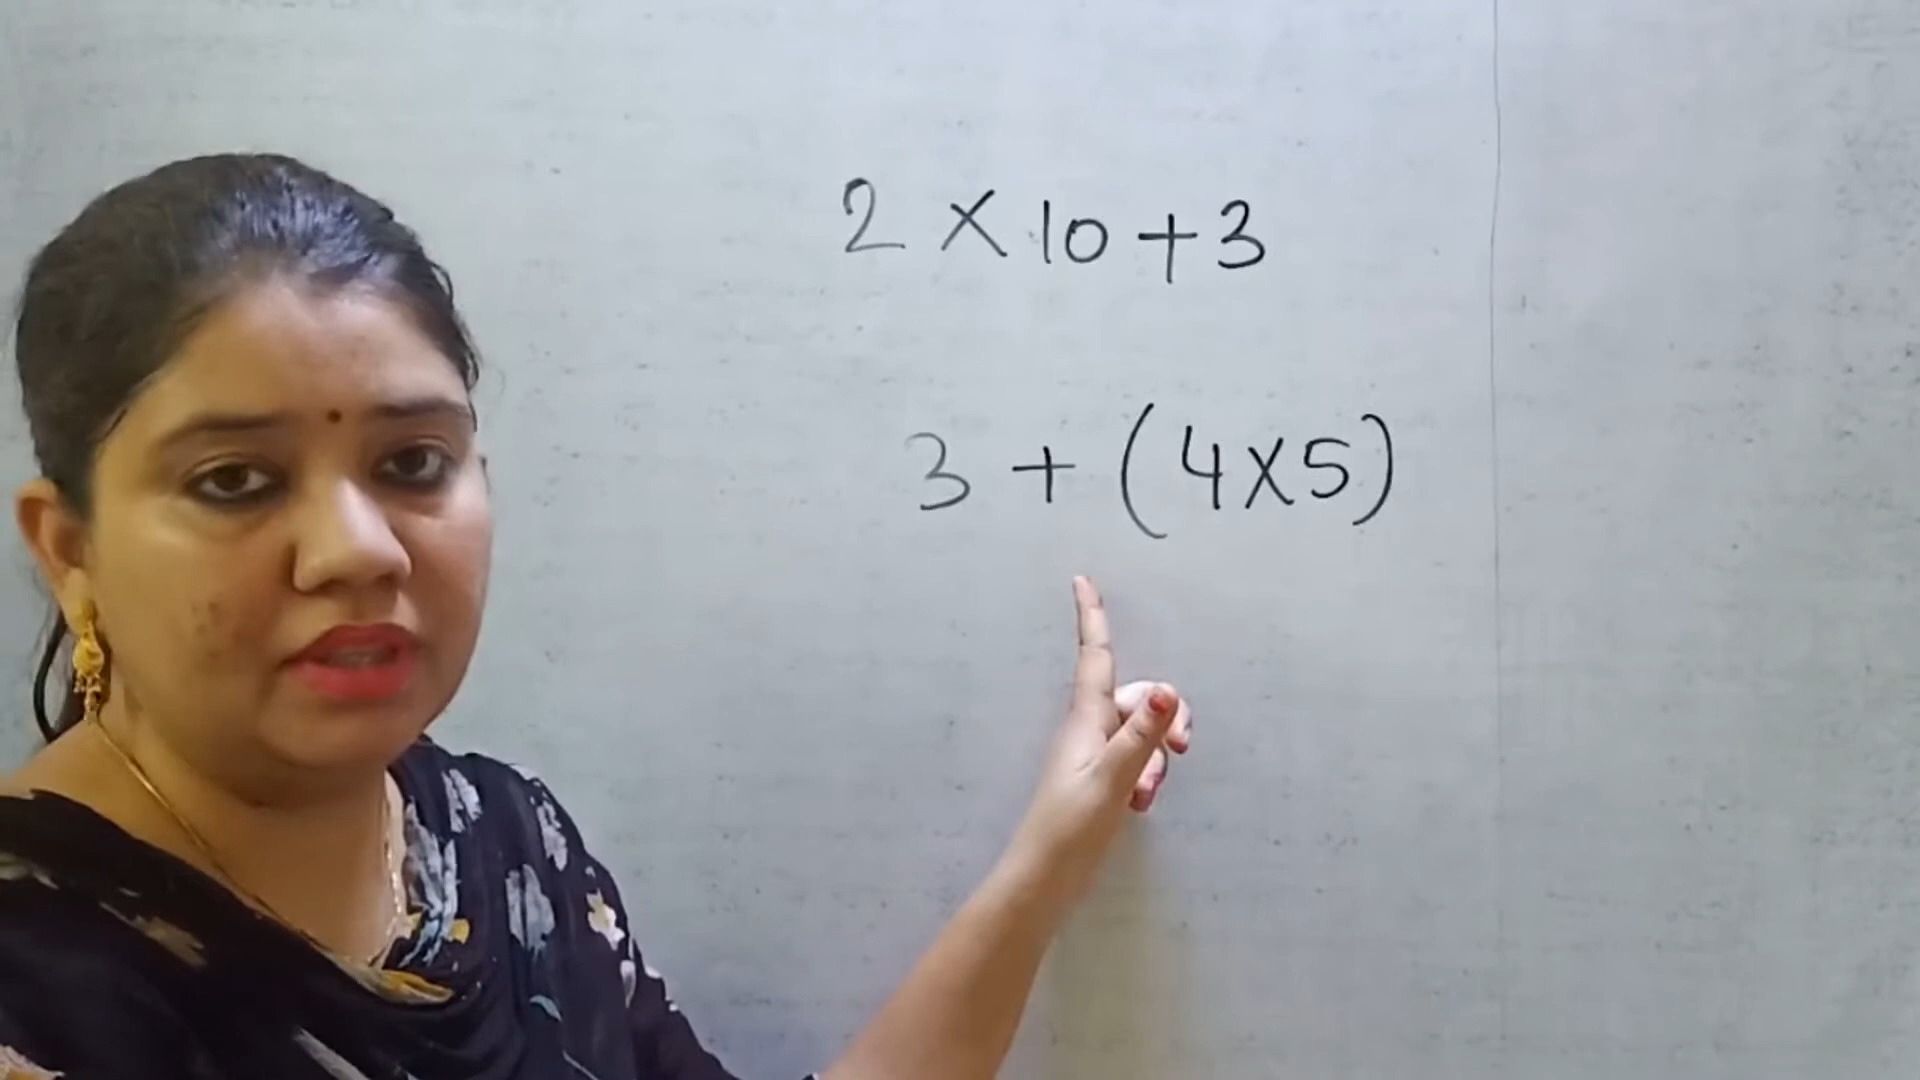 2 × 10 + 3
3 + (4×5)